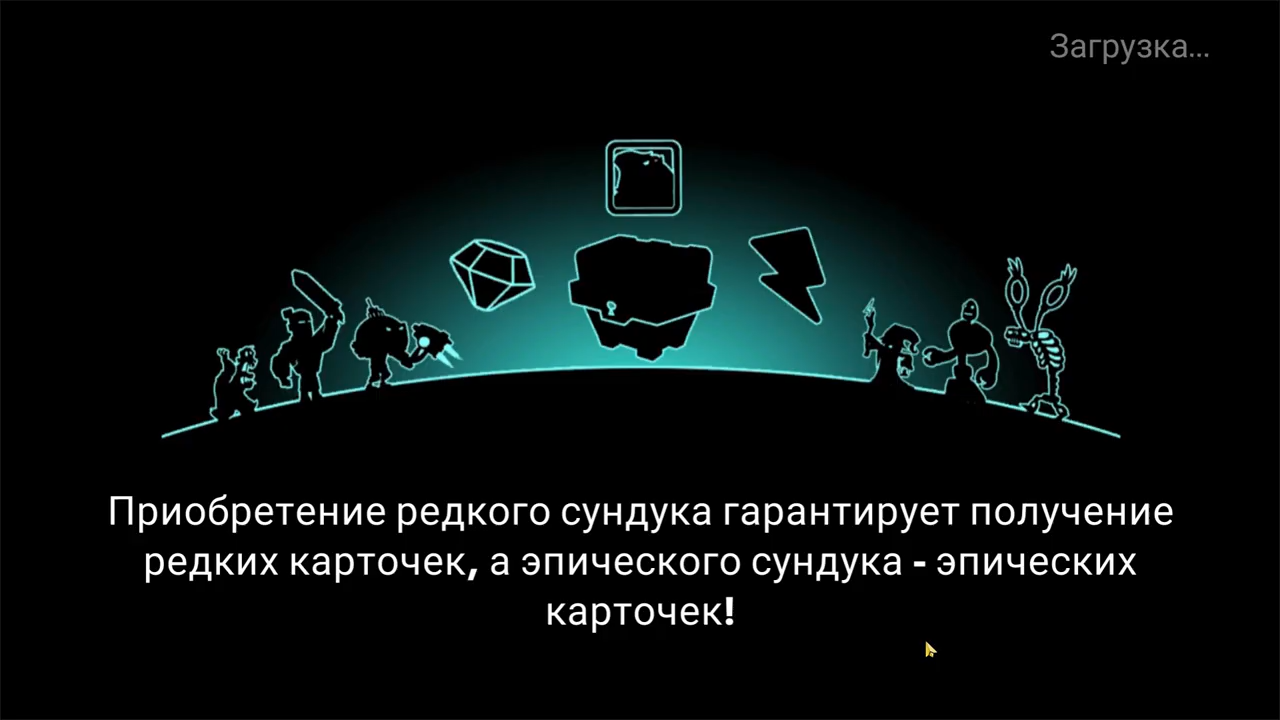 Загрузка...
Приобретение редкого сундука гарантирует получение
редких карточек, а эпического сундука - эпических
карточек!